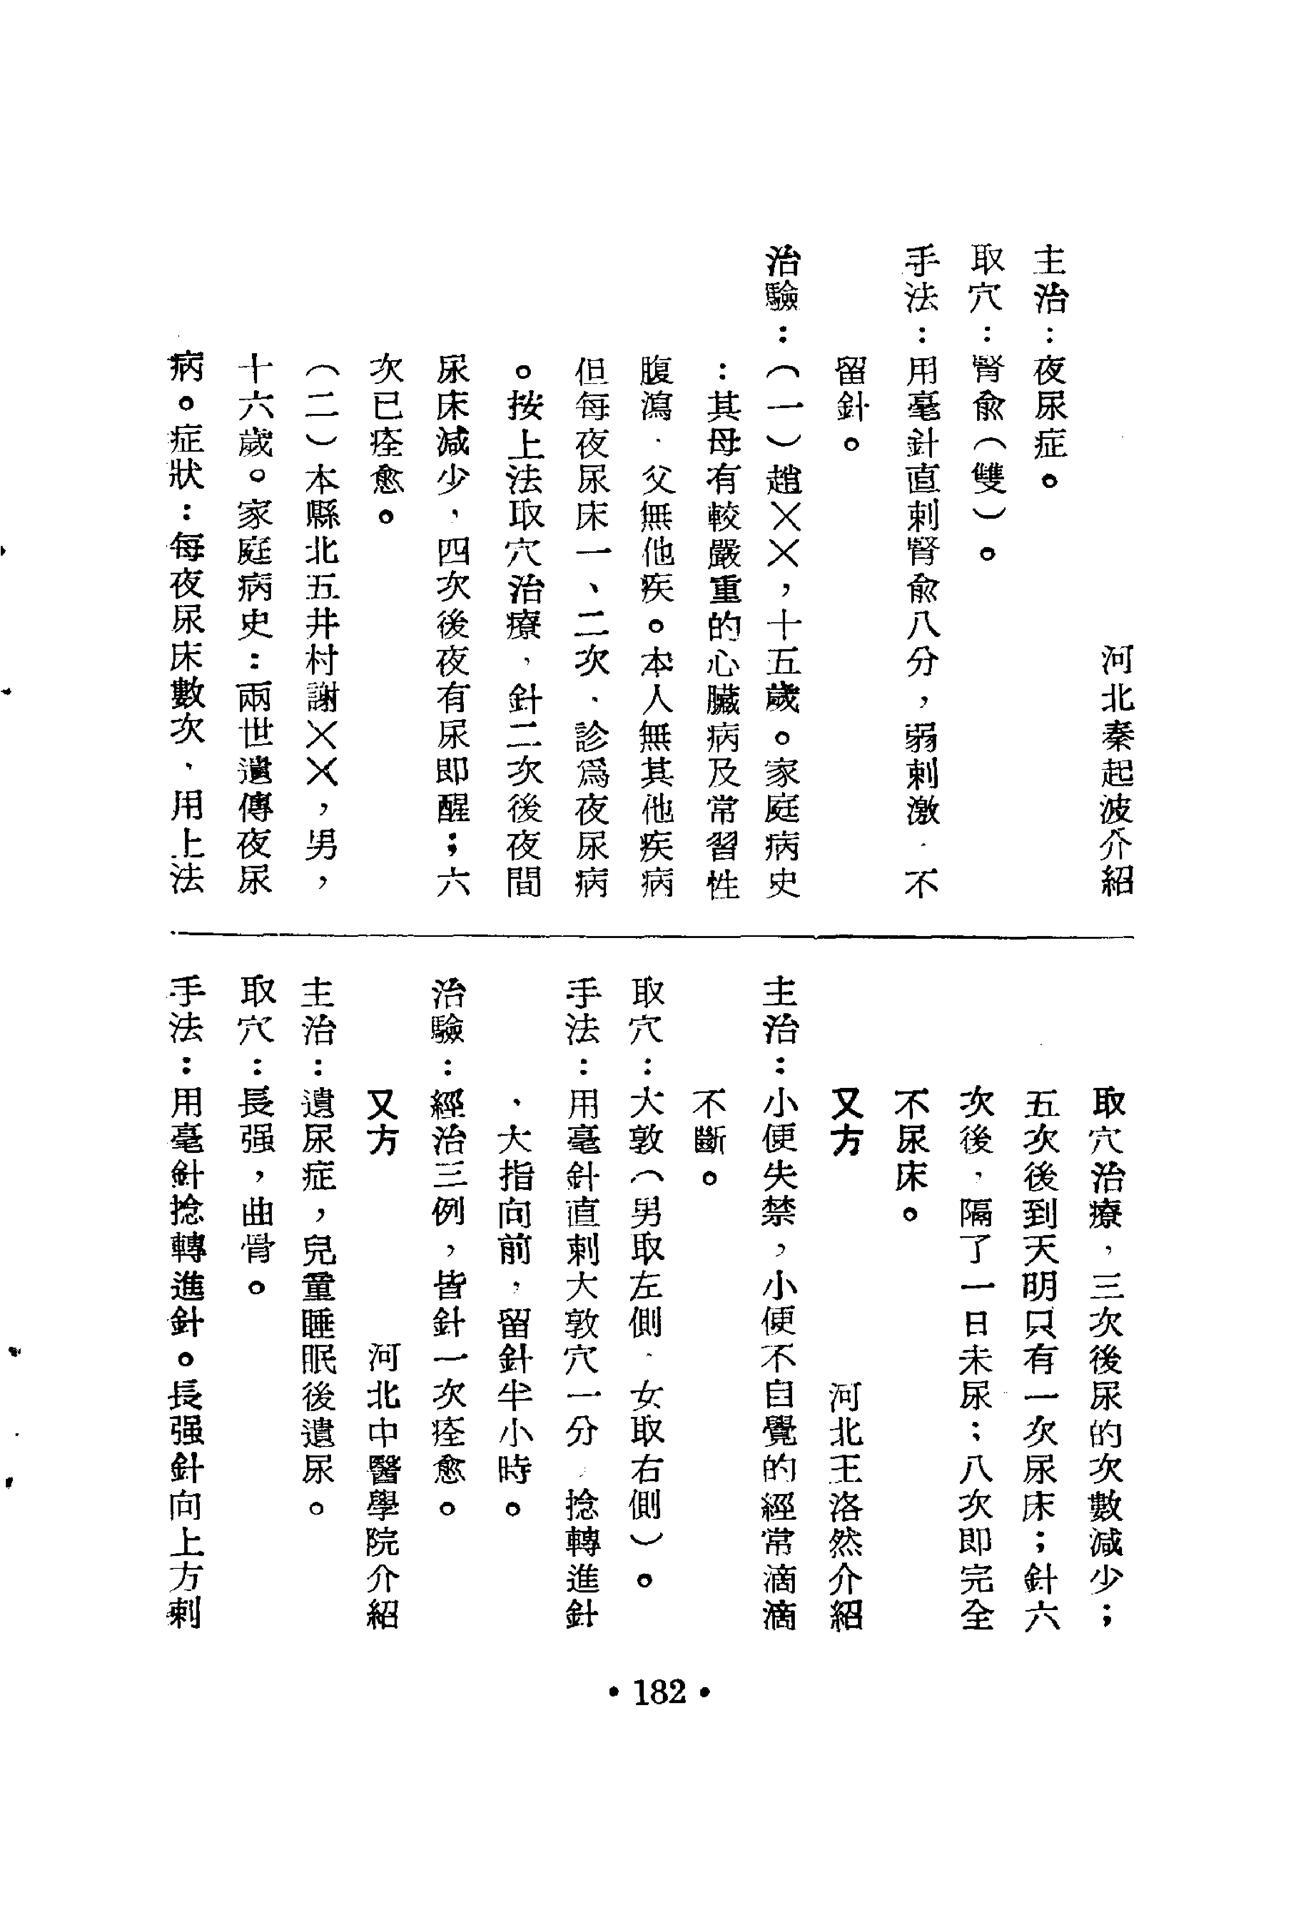 河北秦起波介紹
主治：夜尿症。
取穴：腎兪（雙）。
手法：用毫針直刺腎兪八分，弱刺激，不
留針。
治驗：（一）趙××，十五歲。家庭病史
：其母有較嚴重的心臟病及常習性
腹瀉，父無他疾。本人無其他疾病
但每夜尿床一、二次，診爲夜尿病
。按上法取穴治療，針二次後夜間
尿床減少，四次後夜有尿即醒；六
次已痊愈。
（二）本縣北五井村謝××，男，
十六歲。家庭病史：兩世遺傳夜尿
病。症狀：每夜尿床數次，用上法
取穴治療，三次後尿的次數減少；
五次後到天明只有一次尿床；針六
次後，隔了一日未尿；八次即完全
不尿床。
又方　河北王洛然介紹
主治：小便失禁，小便不自覺的經常滴滴
不斷。
取穴：大敦（男取左側，女取右側）。
手法：用毫針直刺大敦穴一分，捻轉進針
，大指向前，留針半小時。
治驗：經治三例，皆針一次痊愈。
又方　河北中醫學院介紹
主治：遺尿症，兒童睡眠後遺尿。
取穴：長强，曲骨。
手法：用毫針捻轉進針。長强針向上方刺
·182·